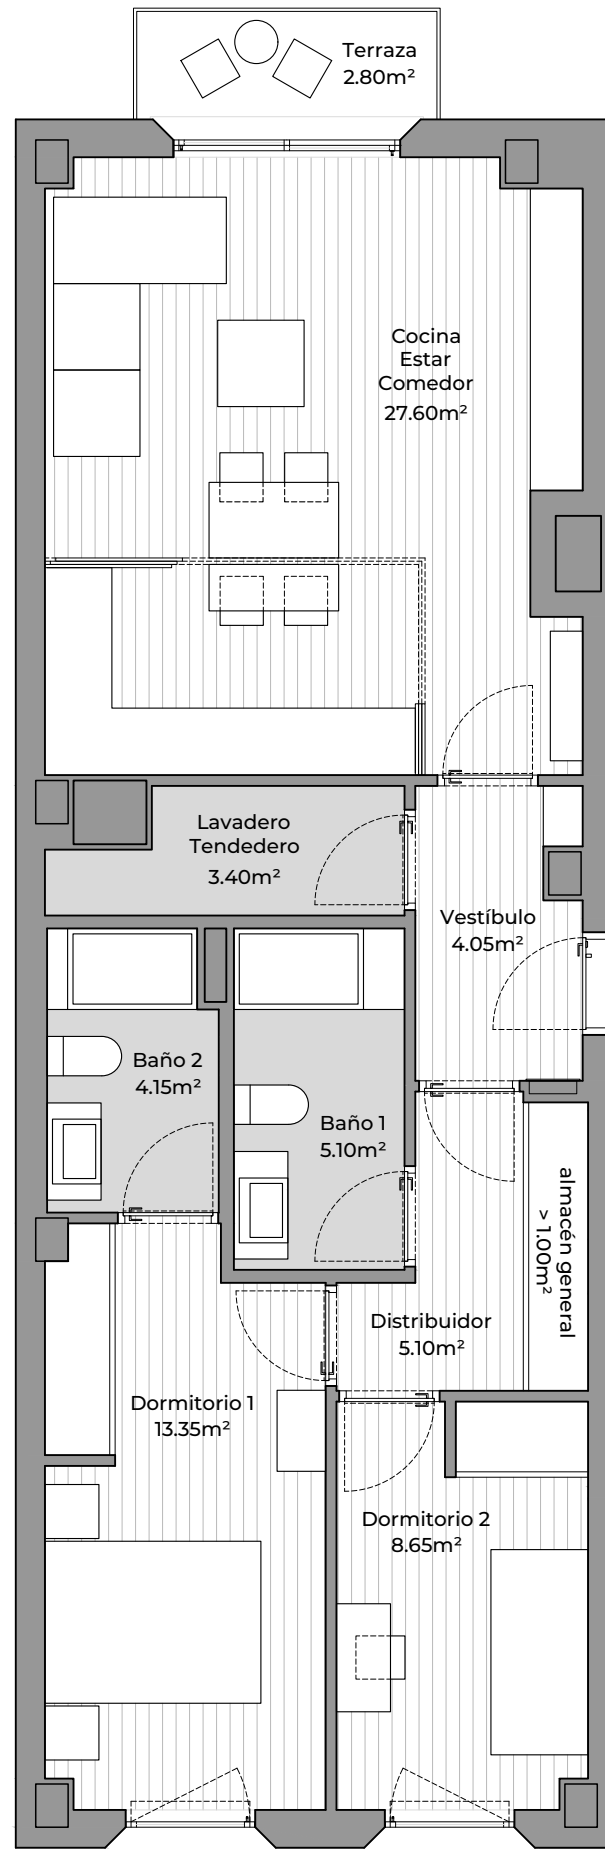 Terraza
2.80m²
Cocina
Estar
Comedor
27.60m²
Lavadero
Tendedero
3.40m²
Vestíbulo
4.05m²
Baño 2
4.15m²
Baño 1
5.10m²
almacén general
> 1.00m²
Distribuidor
5.10m²
Dormitorio 1
13.35m²
Dormitorio 2
8.65m²